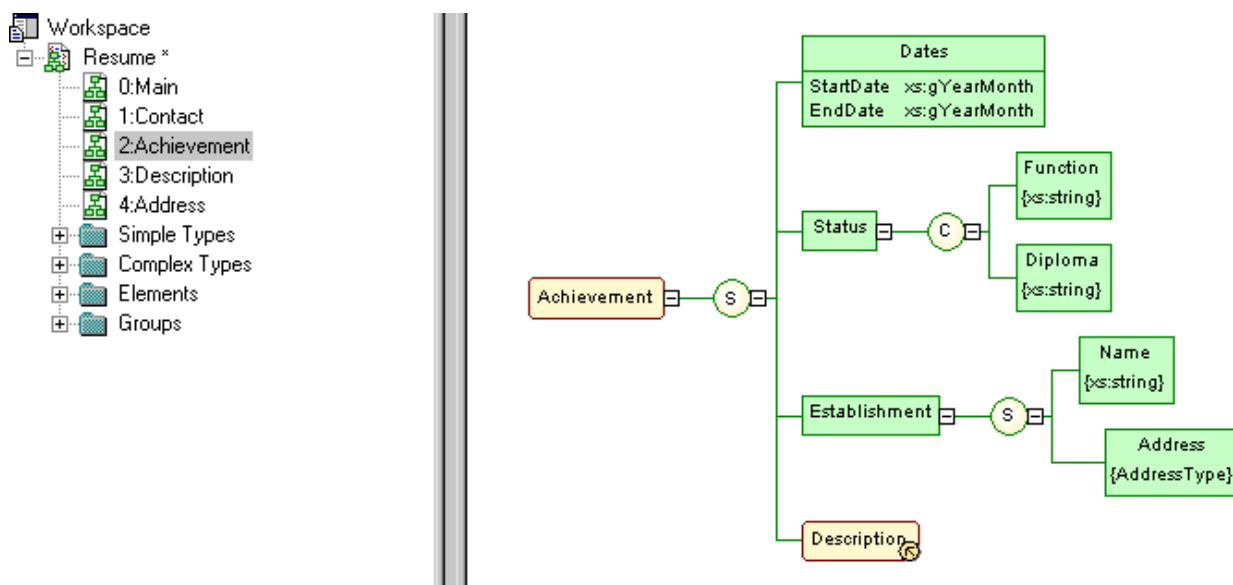 Workspace
Resume *
0:Main
1:Contact
2:Achievement
3:Description
4:Address
Simple Types
Complex Types
Elements
Groups
Dates
StartDate xs:gYearMonth
EndDate xs:gYearMonth
Function
{xs:string}
Status
C
Diploma
{xs:string}
Achievement
S
Name
{xs:string}
Establishment
S
Address
{AddressType}
Description